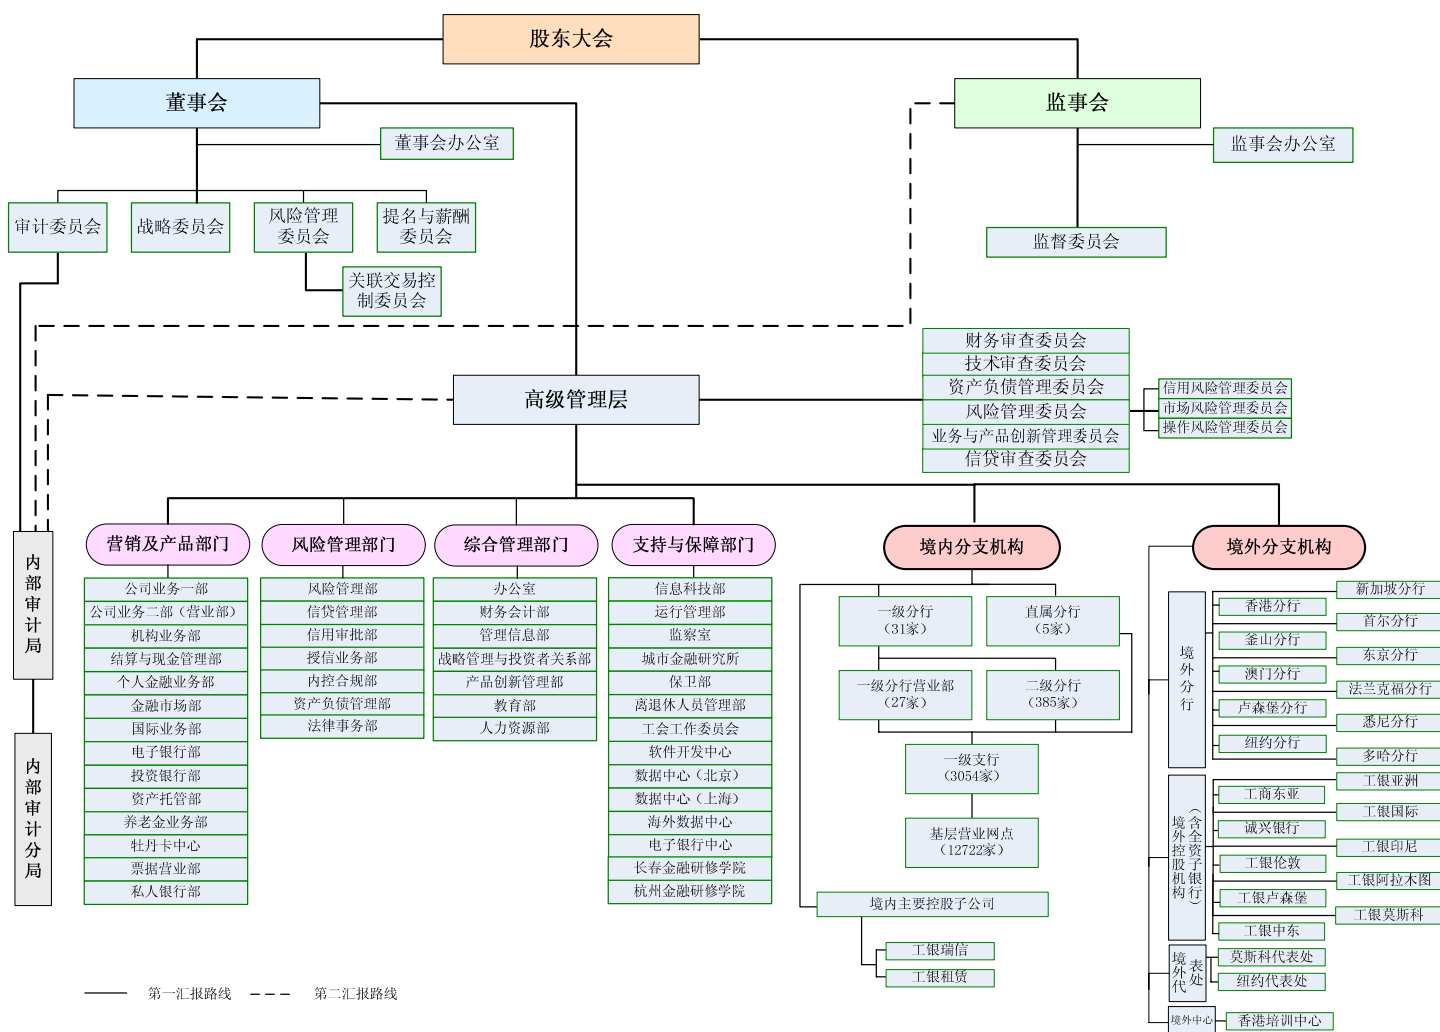 股东大会
董事会
监事会
董事会办公室
监事会办公室
审计委员会
战略委员会
风险管理
委员会
提名与薪酬
委员会
监督委员会
关联交易控
制委员会
财务审查委员会
技术审查委员会
资产负债管理委员会
风险管理委员会
业务与产品创新管理委员会
信贷审查委员会
信用风险管理委员会
市场风险管理委员会
操作风险管理委员会
高级管理层
内部审计局
内部审计分局
营销及产品部门
公司业务一部
公司业务二部（营业部）
机构业务部
结算与现金管理部
个人金融业务部
金融市场部
国际业务部
电子银行部
投资银行部
资产托管部
养老金业务部
牡丹卡中心
票据营业部
私人银行部
风险管理部门
风险管理部
信贷管理部
信用审批部
授信业务部
内控合规部
资产负债管理部
法律事务部
综合管理部门
办公室
财务会计部
管理信息部
战略管理与投资者关系部
产品创新管理部
教育部
人力资源部
支持与保障部门
信息科技部
运行管理部
监察室
城市金融研究所
保卫部
离退休人员管理部
工会工作委员会
软件开发中心
数据中心（北京）
数据中心（上海）
海外数据中心
电子银行中心
长春金融研修学院
杭州金融研修学院
境内分支机构
一级分行
（31家）
直属分行
（5家）
一级分行营业部
（27家）
二级分行
（385家）
一级支行
（3054家）
基层营业网点
（12722家）
境内主要控股子公司
工银瑞信
工银租赁
境外分支机构
境外分行
新加坡分行
香港分行
首尔分行
釜山分行
东京分行
澳门分行
法兰克福分行
卢森堡分行
悉尼分行
纽约分行
多哈分行
境外控股机构
（含全资子银行）
工银亚洲
工商东亚
工银国际
诚兴银行
工银印尼
工银伦敦
工银阿拉木图
工银卢森堡
工银莫斯科
工银中东
境外代
表处
莫斯科代表处
纽约代表处
境外中心
香港培训中心
第一汇报路线
第二汇报路线